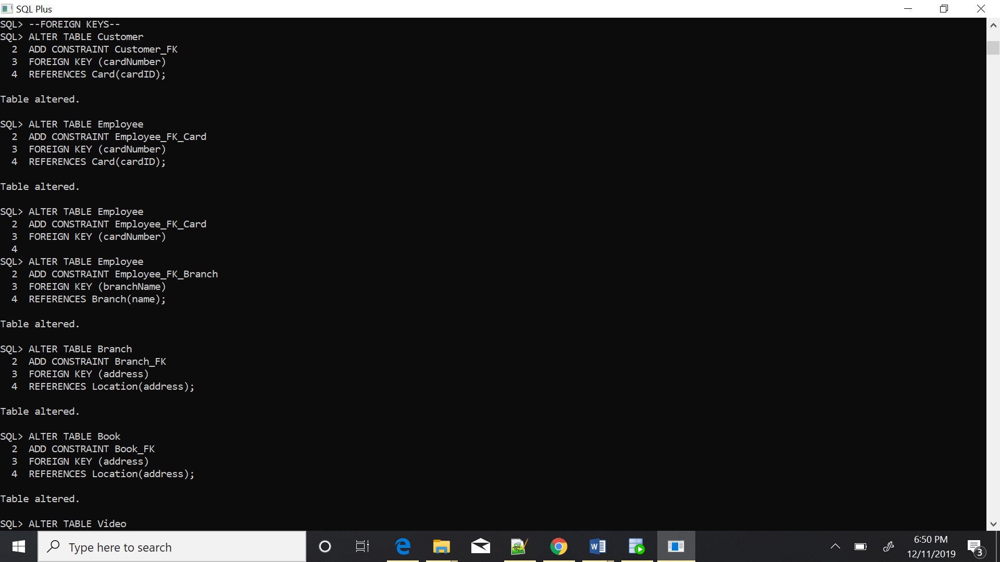 SQL Plus
SQL> --FOREIGN KEYS--
SQL> ALTER TABLE Customer
2 ADD CONSTRAINT Customer_FK
3 FOREIGN KEY (cardNumber)
4 REFERENCES Card(cardID);
Table altered.
SQL> ALTER TABLE Employee
2 ADD CONSTRAINT Employee_FK_Card
3 FOREIGN KEY (cardNumber)
4 REFERENCES Card(cardID);
Table altered.
SQL> ALTER TABLE Employee
2 ADD CONSTRAINT Employee_FK_Card
3 FOREIGN KEY (cardNumber)
4
SQL> ALTER TABLE Employee
2 ADD CONSTRAINT Employee_FK_Branch
3 FOREIGN KEY (branchName)
4 REFERENCES Branch(name);
Table altered.
SQL> ALTER TABLE Branch
2 ADD CONSTRAINT Branch_FK
3 FOREIGN KEY (address)
4 REFERENCES Location(address);
Table altered.
SQL> ALTER TABLE Book
2 ADD CONSTRAINT Book_FK
3 FOREIGN KEY (address)
4 REFERENCES Location(address);
Table altered.
SQL> ALTER TABLE Video
Type here to search
W
6:50 PM
12/11/2019
3